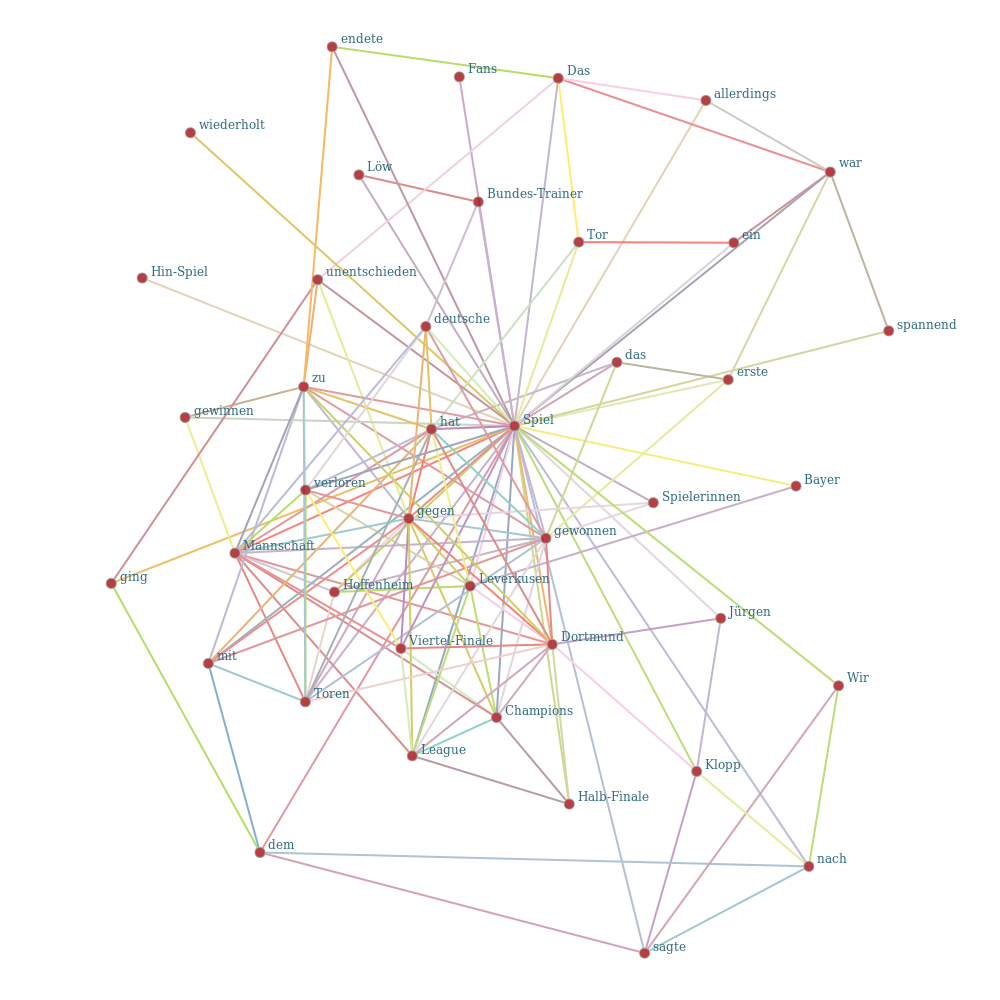 endete
Fans
Das
allerdings
wiederholt
war
Löw
Bundes-Trainer
Tor
ein
Hin-Spiel
unentschieden
deutsche
spannend
das
erste
zu
gewinnen
hat
Spiel
verloren
Bayer
Spielerinnen
gegen
gewonnen
Mannschaft
ging
Hoffenheim
Leverkusen
Jürgen
Viertel-Finale
Dortmund
mit
Wir
Toren
Champions
League
Klopp
Halb-Finale
dem
nach
sagte